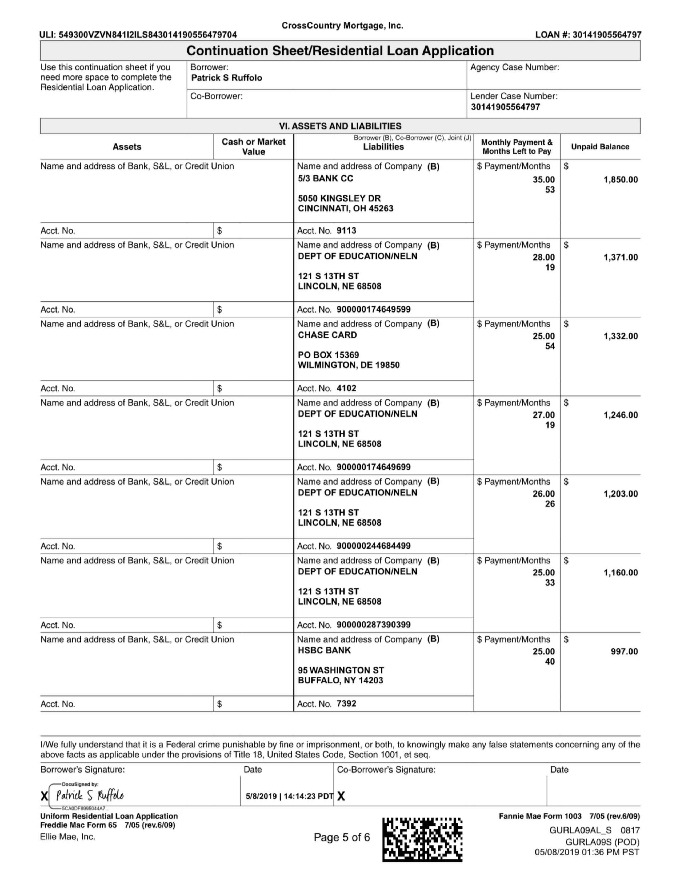 CrossCountry Mortgage, Inc.
ULI: 549300VZVN841I2ILS843014190556479704
LOAN #: 30141905564797
Continuation Sheet/Residential Loan Application
Use this continuation sheet if you need more space to complete the Residential Loan Application.
Borrower:
Patrick S Ruffolo
Agency Case Number:
Co-Borrower:
Lender Case Number:
30141905564797
VI. ASSETS AND LIABILITIES
Assets
Cash or Market Value
Borrower (B), Co-Borrower (C), Joint (J)
Liabilities
Monthly Payment & Months Left to Pay
Unpaid Balance
Name and address of Bank, S&L, or Credit Union
Name and address of Company (B)
$ Payment/Months
$
5/3 BANK CC
35.00
1,850.00
53
5050 KINGSLEY DR
CINCINNATI, OH 45263
Acct. No.
$
Acct. No. 9113
Name and address of Bank, S&L, or Credit Union
Name and address of Company (B)
$ Payment/Months
$
DEPT OF EDUCATION/NELN
28.00
1,371.00
19
121 S 13TH ST
LINCOLN, NE 68508
Acct. No.
$
Acct. No. 900000174649599
Name and address of Bank, S&L, or Credit Union
Name and address of Company (B)
$ Payment/Months
$
CHASE CARD
25.00
1,332.00
54
PO BOX 15369
WILMINGTON, DE 19850
Acct. No.
$
Acct. No. 4102
Name and address of Bank, S&L, or Credit Union
Name and address of Company (B)
$ Payment/Months
$
DEPT OF EDUCATION/NELN
27.00
1,246.00
19
121 S 13TH ST
LINCOLN, NE 68508
Acct. No.
$
Acct. No. 900000174649699
Name and address of Bank, S&L, or Credit Union
Name and address of Company (B)
$ Payment/Months
$
DEPT OF EDUCATION/NELN
26.00
1,203.00
26
121 S 13TH ST
LINCOLN, NE 68508
Acct. No.
$
Acct. No. 900000244684499
Name and address of Bank, S&L, or Credit Union
Name and address of Company (B)
$ Payment/Months
$
DEPT OF EDUCATION/NELN
25.00
1,160.00
33
121 S 13TH ST
LINCOLN, NE 68508
Acct. No.
$
Acct. No. 900000287390399
Name and address of Bank, S&L, or Credit Union
Name and address of Company (B)
$ Payment/Months
$
HSBC BANK
25.00
997.00
40
95 WASHINGTON ST
BUFFALO, NY 14203
Acct. No.
$
Acct. No. 7392
I/We fully understand that it is a Federal crime punishable by fine or imprisonment, or both, to knowingly make any false statements concerning any of the
above facts as applicable under the provisions of Title 18, United States Code, Section 1001, et seq.
Borrower's Signature:
Date
Co-Borrower's Signature:
Date
DocuSigned by:
X Patrick S Ruffolo
5/8/2019 | 14:14:23 PDT
X
Uniform Residential Loan Application
Freddie Mac Form 65 7/05 (rev.6/09)
Ellie Mae, Inc.
Page 5 of 6
Fannie Mae Form 1003 7/05 (rev.6/09)
GURLA09AL_S 0817
GURLA09S (POD)
05/08/2019 01:36 PM PST